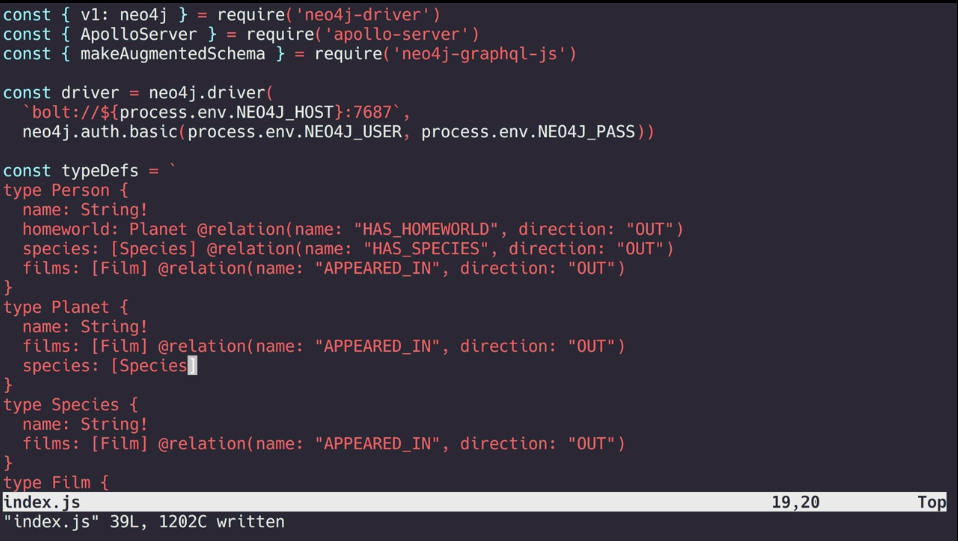 const { v1: neo4j } = require('neo4j-driver')
const { ApolloServer } = require('apollo-server')
const { makeAugmentedSchema } = require('neo4j-graphql-js')

const driver = neo4j.driver(
  `bolt://${process.env.NEO4J_HOST}:7687`,
  neo4j.auth.basic(process.env.NEO4J_USER, process.env.NEO4J_PASS))

const typeDefs = `
type Person {
  name: String!
  homeworld: Planet @relation(name: "HAS_HOMEWORLD", direction: "OUT")
  species: [Species] @relation(name: "HAS_SPECIES", direction: "OUT")
  films: [Film] @relation(name: "APPEARED_IN", direction: "OUT")
}
type Planet {
  name: String!
  films: [Film] @relation(name: "APPEARED_IN", direction: "OUT")
  species: [Species]
}
type Species {
  name: String!
  films: [Film] @relation(name: "APPEARED_IN", direction: "OUT")
}
type Film {
index.js 19,20 Top
"index.js" 39L, 1202C written